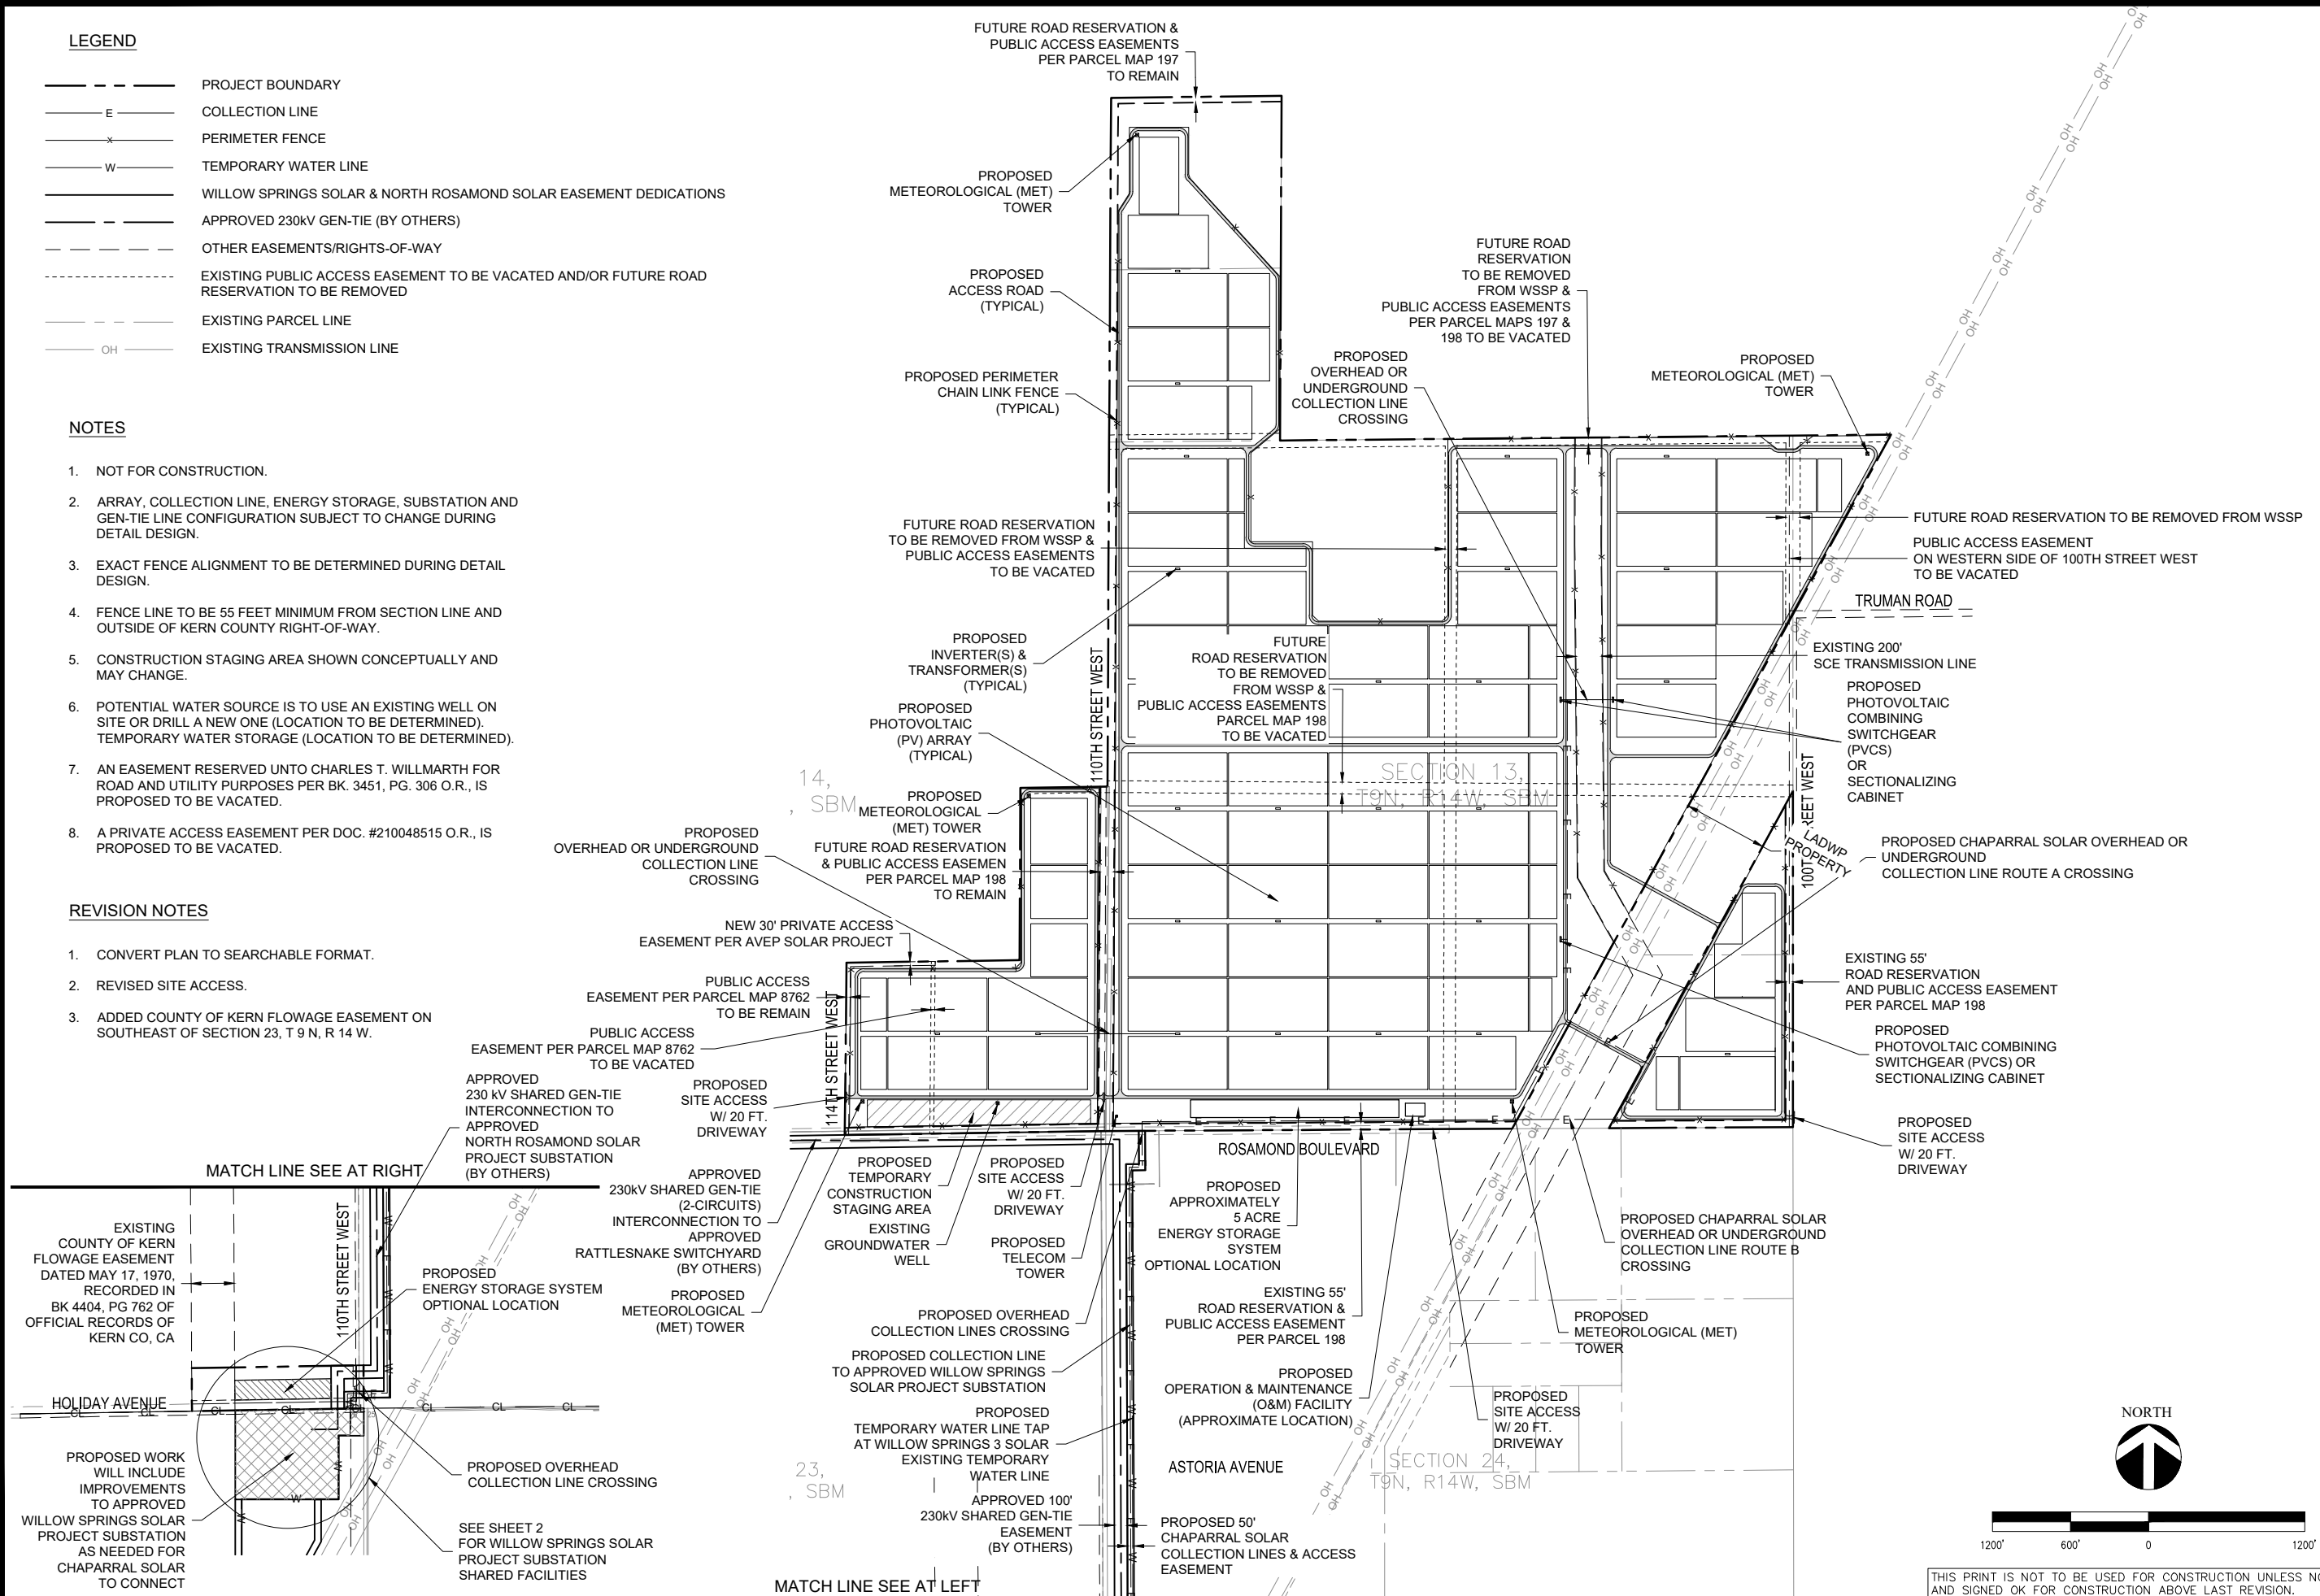 LEGEND
PROJECT BOUNDARY
E
COLLECTION LINE
X
PERIMETER FENCE
W
TEMPORARY WATER LINE
WILLOW SPRINGS SOLAR & NORTH ROSAMOND SOLAR EASEMENT DEDICATIONS
APPROVED 230kV GEN-TIE (BY OTHERS)
OTHER EASEMENTS/RIGHTS-OF-WAY
EXISTING PUBLIC ACCESS EASEMENT TO BE VACATED AND/OR FUTURE ROAD
RESERVATION TO BE REMOVED
EXISTING PARCEL LINE
OH
EXISTING TRANSMISSION LINE
NOTES
1. NOT FOR CONSTRUCTION.
2. ARRAY, COLLECTION LINE, ENERGY STORAGE, SUBSTATION AND
GEN-TIE LINE CONFIGURATION SUBJECT TO CHANGE DURING
DETAIL DESIGN.
3. EXACT FENCE ALIGNMENT TO BE DETERMINED DURING DETAIL
DESIGN.
4. FENCE LINE TO BE 55 FEET MINIMUM FROM SECTION LINE AND
OUTSIDE OF KERN COUNTY RIGHT-OF-WAY.
5. CONSTRUCTION STAGING AREA SHOWN CONCEPTUALLY AND
MAY CHANGE.
6. POTENTIAL WATER SOURCE IS TO USE AN EXISTING WELL ON
SITE OR DRILL A NEW ONE (LOCATION TO BE DETERMINED).
TEMPORARY WATER STORAGE (LOCATION TO BE DETERMINED).
7. AN EASEMENT RESERVED UNTO CHARLES T. WILLMARTH FOR
ROAD AND UTILITY PURPOSES PER BK. 3451, PG. 306 O.R., IS
PROPOSED TO BE VACATED.
8. A PRIVATE ACCESS EASEMENT PER DOC. #210048515 O.R., IS
PROPOSED TO BE VACATED.
REVISION NOTES
1. CONVERT PLAN TO SEARCHABLE FORMAT.
2. REVISED SITE ACCESS.
3. ADDED COUNTY OF KERN FLOWAGE EASEMENT ON
SOUTHEAST OF SECTION 23, T 9 N, R 14 W.
FUTURE ROAD RESERVATION &
PUBLIC ACCESS EASEMENTS
PER PARCEL MAP 197
TO REMAIN
PROPOSED
METEOROLOGICAL (MET)
TOWER
PROPOSED
ACCESS ROAD
(TYPICAL)
PROPOSED PERIMETER
CHAIN LINK FENCE
(TYPICAL)
FUTURE ROAD
RESERVATION
TO BE REMOVED
FROM WSSP &
PUBLIC ACCESS EASEMENTS
PER PARCEL MAPS 197 &
198 TO BE VACATED
PROPOSED
OVERHEAD OR
UNDERGROUND
COLLECTION LINE
CROSSING
PROPOSED
METEOROLOGICAL (MET)
TOWER
FUTURE ROAD RESERVATION
TO BE REMOVED FROM WSSP &
PUBLIC ACCESS EASEMENTS
TO BE VACATED
FUTURE ROAD RESERVATION TO BE REMOVED FROM WSSP
PUBLIC ACCESS EASEMENT
ON WESTERN SIDE OF 100TH STREET WEST
TO BE VACATED
TRUMAN ROAD
PROPOSED
INVERTER(S) &
TRANSFORMER(S)
(TYPICAL)
110TH STREET WEST
FUTURE
ROAD RESERVATION
TO BE REMOVED
FROM WSSP &
PUBLIC ACCESS EASEMENTS
PARCEL MAP 198
TO BE VACATED
EXISTING 200'
SCE TRANSMISSION LINE
PROPOSED
PHOTOVOLTAIC
COMBINING
SWITCHGEAR
(PVCS)
OR
SECTIONALIZING
CABINET
PROPOSED
PHOTOVOLTAIC
(PV) ARRAY
(TYPICAL)
14,
, SBM
SECTION 13,
T9N, R14W, SBM
PROPOSED
METEOROLOGICAL
(MET) TOWER
PROPOSED
OVERHEAD OR UNDERGROUND
COLLECTION LINE
CROSSING
FUTURE ROAD RESERVATION
& PUBLIC ACCESS EASEMEN
PER PARCEL MAP 198
TO REMAIN
LADWP
PROPERTY
PROPOSED CHAPARRAL SOLAR OVERHEAD OR
UNDERGROUND
COLLECTION LINE ROUTE A CROSSING
NEW 30' PRIVATE ACCESS
EASEMENT PER AVEP SOLAR PROJECT
PUBLIC ACCESS
EASEMENT PER PARCEL MAP 8762
TO BE REMAIN
PUBLIC ACCESS
EASEMENT PER PARCEL MAP 8762
TO BE VACATED
114TH STREET WEST
EXISTING 55'
ROAD RESERVATION
AND PUBLIC ACCESS EASEMENT
PER PARCEL MAP 198
PROPOSED
PHOTOVOLTAIC COMBINING
SWITCHGEAR (PVCS) OR
SECTIONALIZING CABINET
APPROVED
230 kV SHARED GEN-TIE
INTERCONNECTION TO
APPROVED
NORTH ROSAMOND SOLAR
PROJECT SUBSTATION
(BY OTHERS)
PROPOSED
SITE ACCESS
W/ 20 FT.
DRIVEWAY
PROPOSED
SITE ACCESS
W/ 20 FT.
DRIVEWAY
ROSAMOND BOULEVARD
APPROVED
230kV SHARED GEN-TIE
(2-CIRCUITS)
INTERCONNECTION TO
APPROVED
RATTLESNAKE SWITCHYARD
(BY OTHERS)
PROPOSED
METEOROLOGICAL
(MET) TOWER
PROPOSED
TEMPORARY
CONSTRUCTION
STAGING AREA
EXISTING
GROUNDWATER
WELL
PROPOSED
SITE ACCESS
W/ 20 FT.
DRIVEWAY
PROPOSED
TELECOM
TOWER
PROPOSED
APPROXIMATELY
5 ACRE
ENERGY STORAGE
SYSTEM
OPTIONAL LOCATION
PROPOSED CHAPARRAL SOLAR
OVERHEAD OR UNDERGROUND
COLLECTION LINE ROUTE B
CROSSING
EXISTING 55'
ROAD RESERVATION &
PUBLIC ACCESS EASEMENT
PER PARCEL 198
PROPOSED
METEOROLOGICAL (MET)
TOWER
PROPOSED OVERHEAD
COLLECTION LINES CROSSING
PROPOSED COLLECTION LINE
TO APPROVED WILLOW SPRINGS
SOLAR PROJECT SUBSTATION
PROPOSED
OPERATION & MAINTENANCE
(O&M) FACILITY
(APPROXIMATE LOCATION)
PROPOSED
SITE ACCESS
W/ 20 FT.
DRIVEWAY
PROPOSED
TEMPORARY WATER LINE TAP
AT WILLOW SPRINGS 3 SOLAR
EXISTING TEMPORARY
WATER LINE
23,
, SBM
ASTORIA AVENUE
SECTION 24,
T9N, R14W, SBM
APPROVED 100'
230kV SHARED GEN-TIE
EASEMENT
(BY OTHERS)
PROPOSED 50'
CHAPARRAL SOLAR
COLLECTION LINES & ACCESS
EASEMENT
MATCH LINE SEE AT LEFT
MATCH LINE SEE AT RIGHT
EXISTING
COUNTY OF KERN
FLOWAGE EASEMENT
DATED MAY 17, 1970,
RECORDED IN
BK 4404, PG 762 OF
OFFICIAL RECORDS OF
KERN CO, CA
110TH STREET WEST
PROPOSED
ENERGY STORAGE SYSTEM
OPTIONAL LOCATION
HOLIDAY AVENUE
CL CL CL CL CL CL CL
PROPOSED WORK
WILL INCLUDE
IMPROVEMENTS
TO APPROVED
WILLOW SPRINGS SOLAR
PROJECT SUBSTATION
AS NEEDED FOR
CHAPARRAL SOLAR
TO CONNECT
PROPOSED OVERHEAD
COLLECTION LINE CROSSING
SEE SHEET 2
FOR WILLOW SPRINGS SOLAR
PROJECT SUBSTATION
SHARED FACILITIES
NORTH
1200' 600' 0 1200'
THIS PRINT IS NOT TO BE USED FOR CONSTRUCTION UNLESS
AND SIGNED OK FOR CONSTRUCTION ABOVE LAST REVISION.